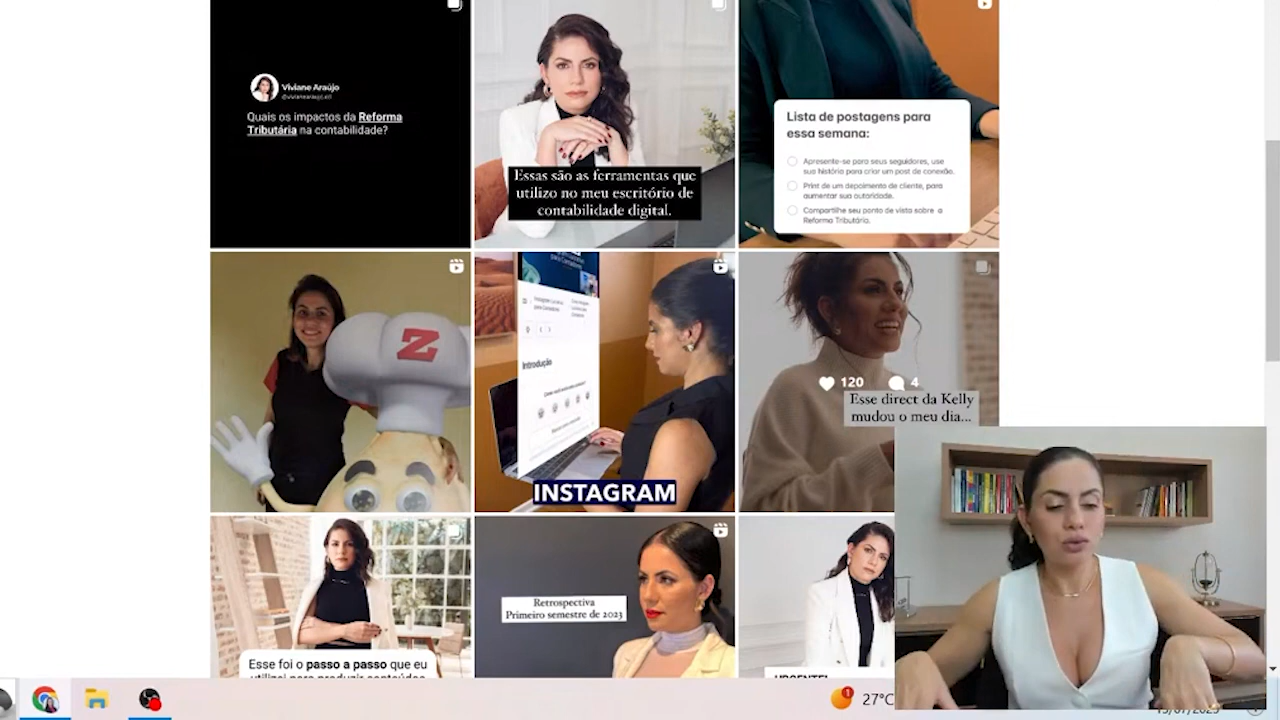 Viviane Araújo
Quais os impactos da Reforma
Tributária na contabilidade?
Essas são as ferramentas que
utilizo no meu escritório de
contabilidade digital.
Lista de postagens para
essa semana:
Apresente-se para seus seguidores, use
sua história para criar um post de conexão.
Print de um depoimento de cliente, para
aumentar sua autoridade.
Compartilhe seu ponto de vista sobre a
Reforma Tributária.
Z
para Contadores
Introdução
INSTAGRAM
120 4
Esse direct da Kelly
mudou o meu dia...
Esse foi o passo a passo que eu
Retrospectiva
Primeiro semestre de 2023
1
27°C